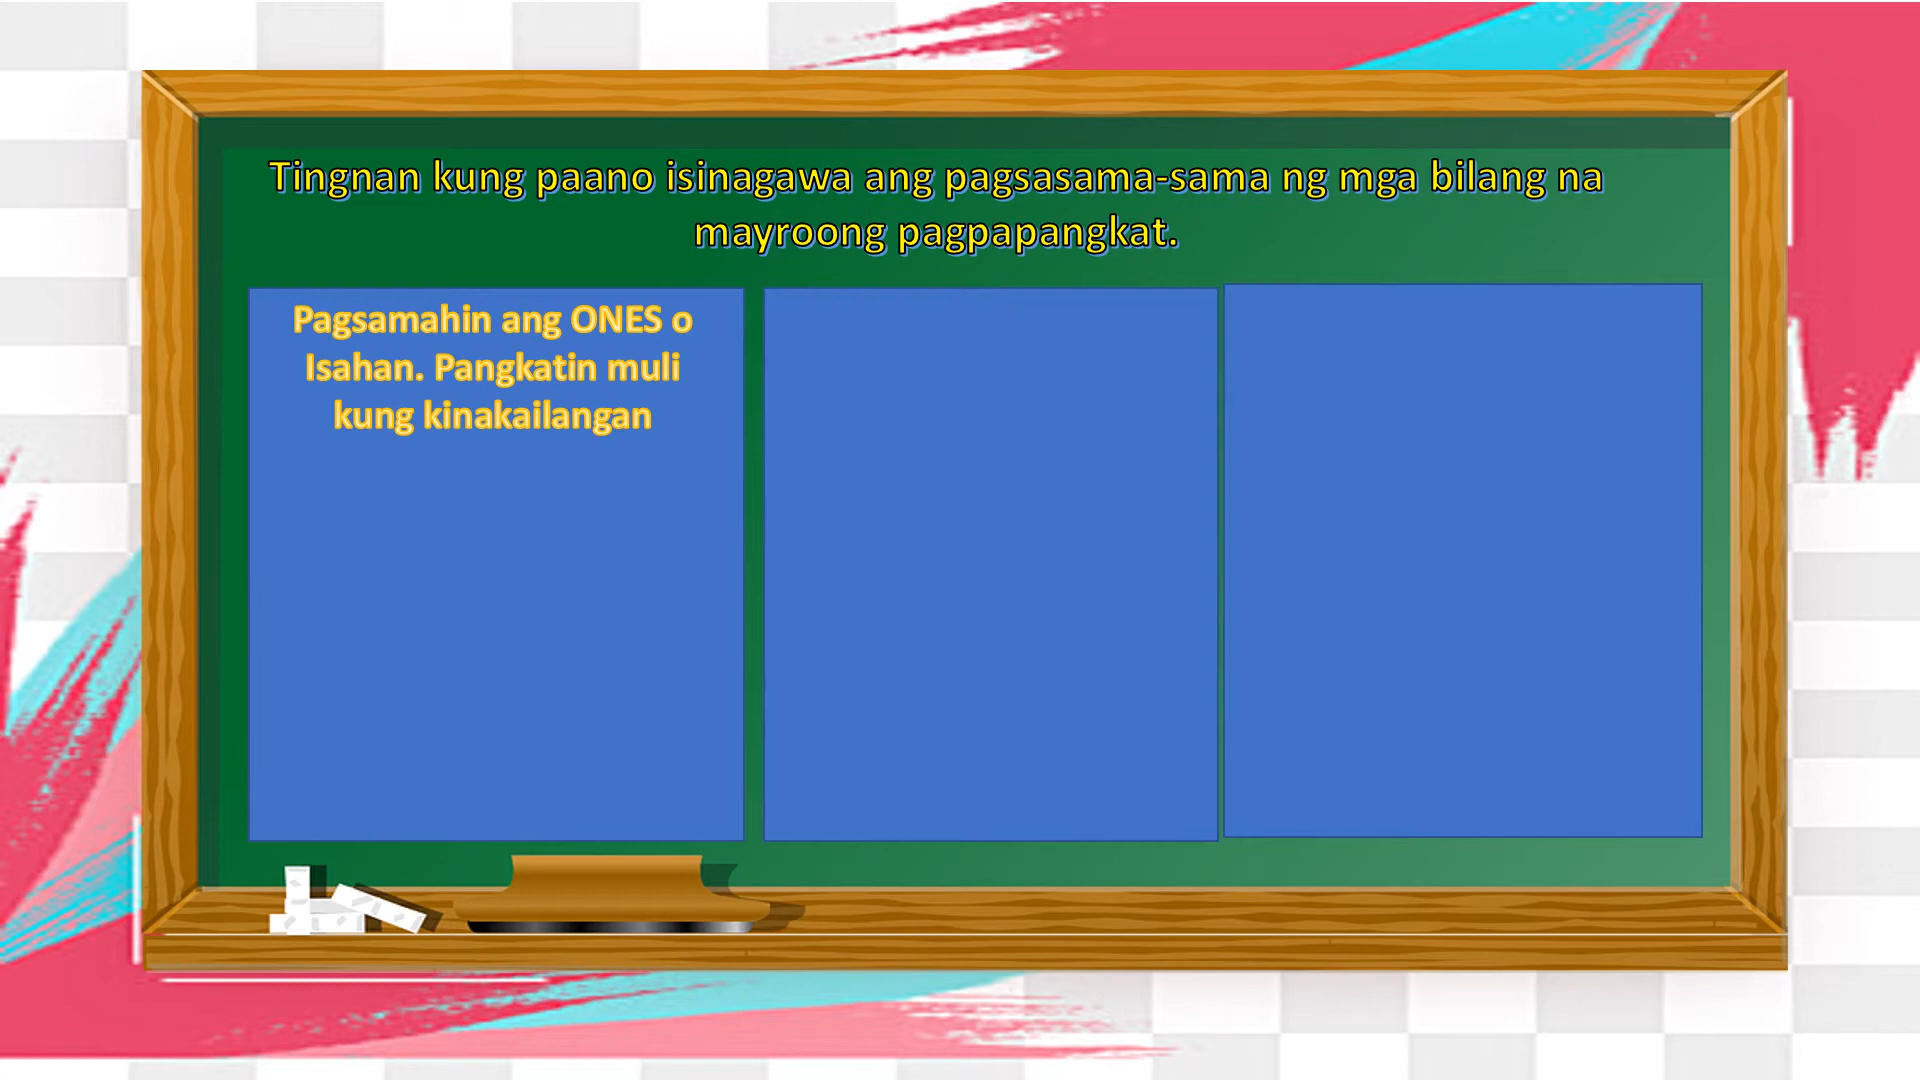 Tingnan kung paano isinagawa ang pagsasama-sama ng mga bilang na
mayroong pagpapangkat.
Pagsamahin ang ONES o
Isahan. Pangkatin muli
kung kinakailangan